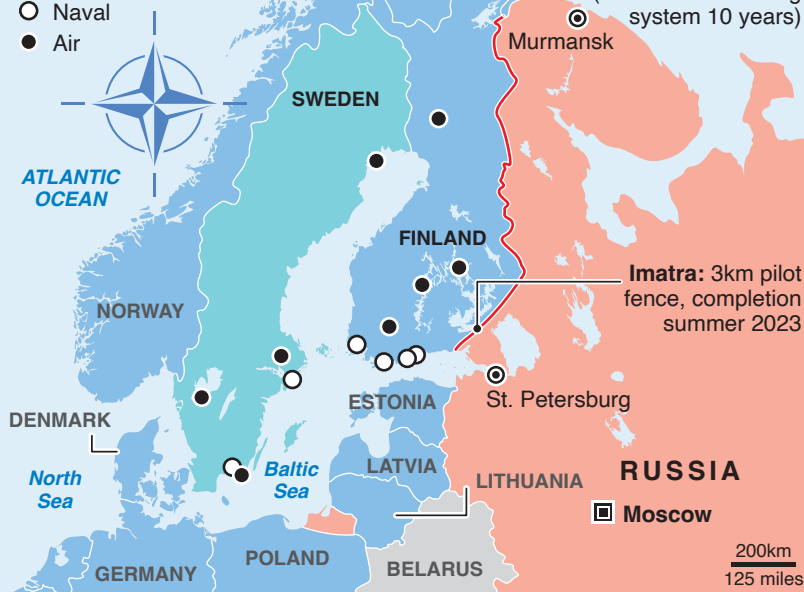 Naval
Air
system 10 years)
Murmansk
SWEDEN
ATLANTIC
OCEAN
FINLAND
Imatra: 3km pilot
fence, completion
summer 2023
NORWAY
ESTONIA
St. Petersburg
DENMARK
North
Sea
Baltic
Sea
LATVIA
LITHUANIA
RUSSIA
Moscow
POLAND
GERMANY
BELARUS
200km
125 miles